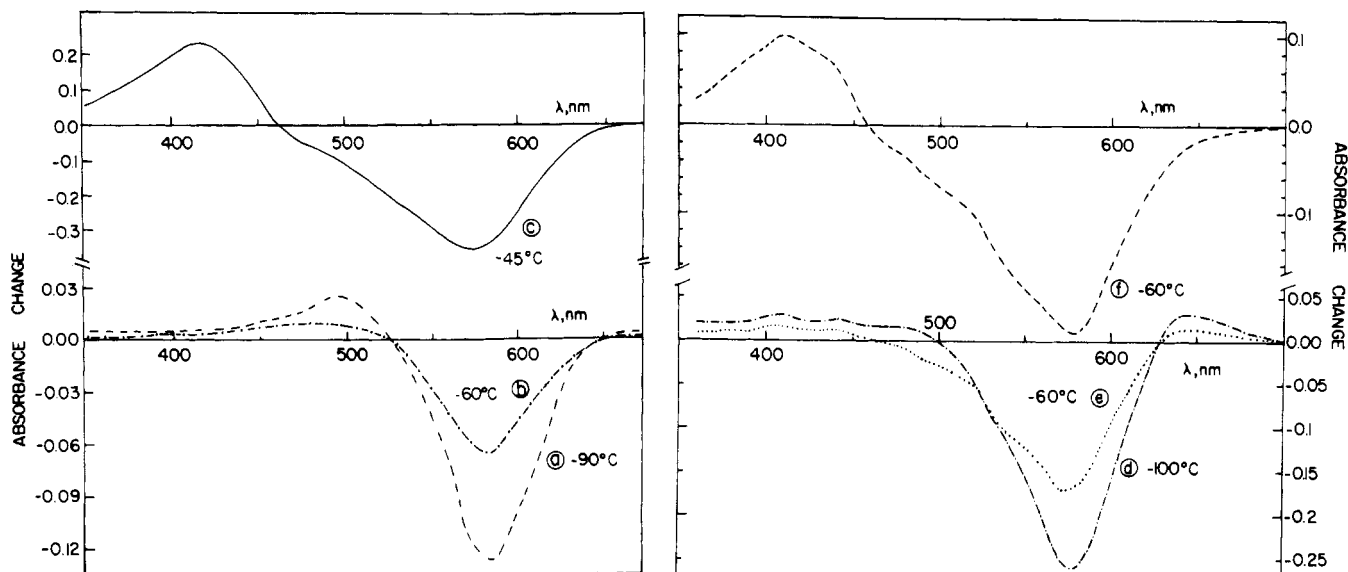 0.2
0.1
0.0
-0.1
-0.2
-0.3
400
500
600
λ,nm
c
-45°C
ABSORBANCE CHANGE
0.03
0.00
-0.03
-0.06
-0.09
-0.12
400
500
600
λ,nm
-60°C
b
a -90°C
0.1
0.0
-0.1
400
500
600
λ,nm
f -60°C
ABSORBANCE CHANGE
0.05
0.00
-0.05
-0.1
-0.15
-0.2
-0.25
400
500
600
λ,nm
-60°C e
d -100°C